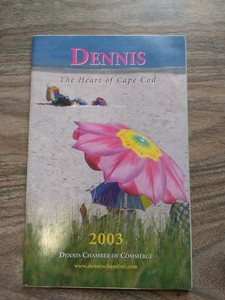 DENNIS
The Heart of Cape Cod
2003
DENNIS CHAMBER OF COMMERCE
www.dennischamber.com